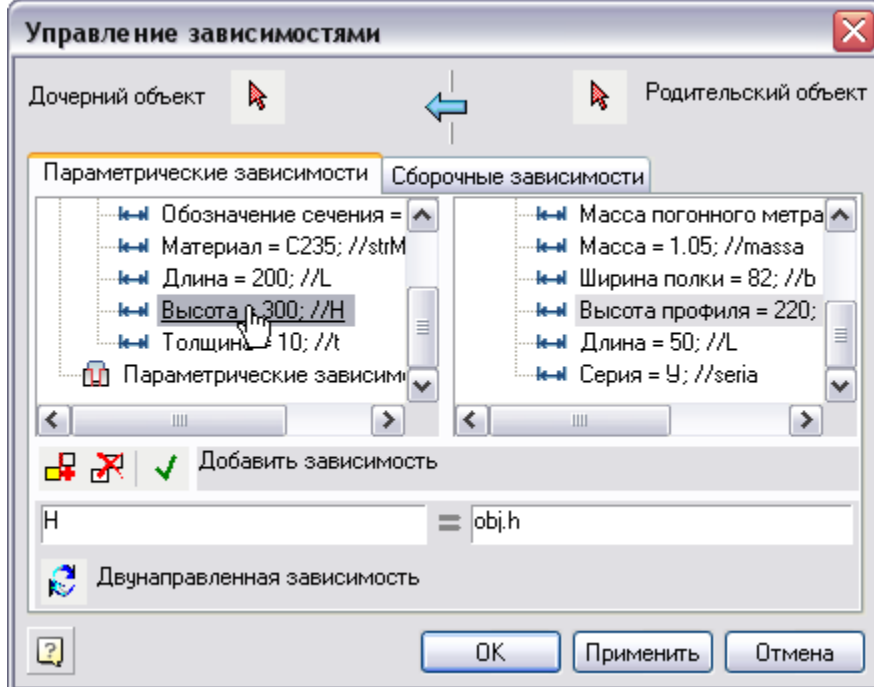 Управление зависимостями
Дочерний объект
Родительский объект
Параметрические зависимости
Сборочные зависимости
Обозначение сечения =
Материал = C235; //strM
Длина = 200; //L
Высота = 300; //H
Толщина = 10; //t
Параметрические зависим
Масса погонного метра
Масса = 1.05; //massa
Ширина полки = 82; //b
Высота профиля = 220;
Длина = 50; //L
Серия = У; //seria
Добавить зависимость
H = obj.h
Двунаправленная зависимость
OK Применить Отмена